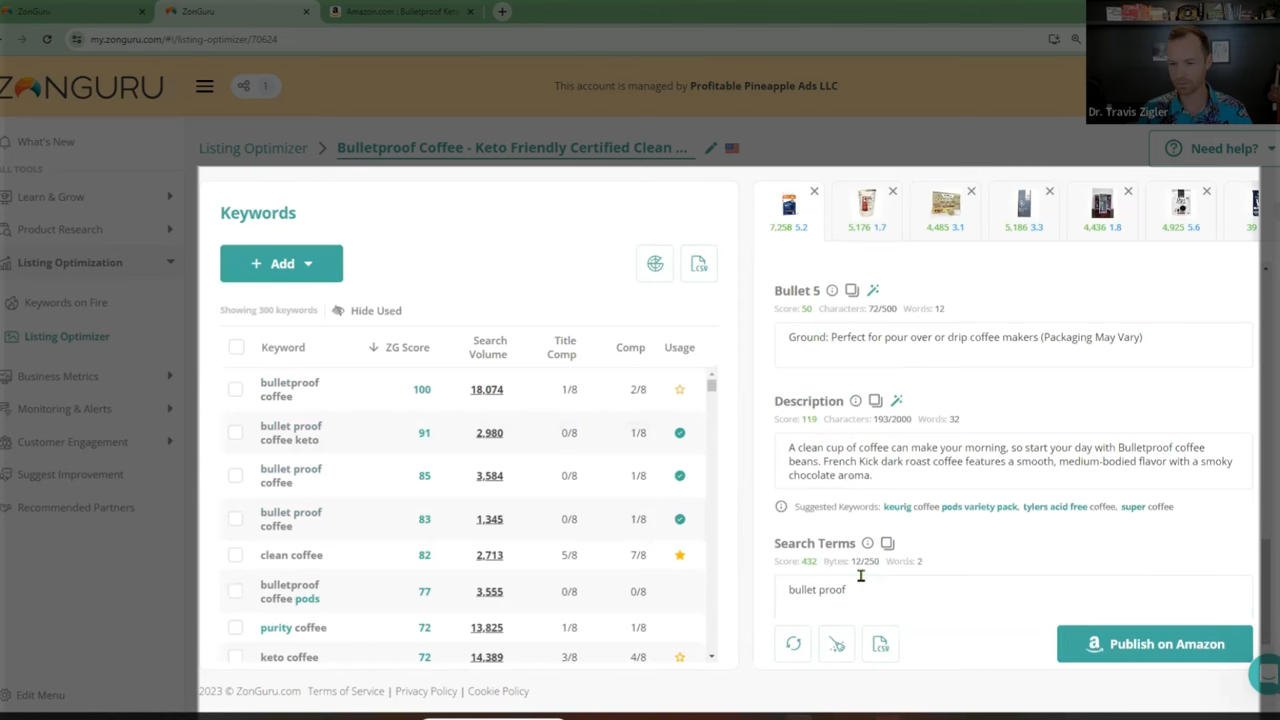 ZonGuru
ZonGuru
Amazon.com : Bulletproof Ket
my.zonguru.com/#!/listing-optimizer/70624
ZONGURU
1
This account is managed by Profitable Pineapple Ads LLC
Dr. Travis Zigler
What's New
ALL TOOLS
Learn & Grow
Product Research
Listing Optimization
Keywords on Fire
Listing Optimizer
Business Metrics
Monitoring & Alerts
Customer Engagement
Suggest Improvement
Recommended Partners
Edit Menu
Listing Optimizer
Bulletproof Coffee - Keto Friendly Certified Clean ...
Need help?
Keywords
+ Add
.CSV
Showing 300 keywords
Hide Used
Keyword ZG Score Search Volume Title Comp Comp Usage
bulletproof coffee 100 18,074 1/8 2/8
bullet proof coffee keto 91 2,980 0/8 1/8
bullet proof coffee 85 3,584 0/8 1/8
bullet proof coffee 83 1,345 0/8 1/8
clean coffee 82 2,713 5/8 7/8
bulletproof coffee pods 77 3,555 0/8 0/8
purity coffee 72 13,825 1/8 1/8
keto coffee 72 14,389 3/8 4/8
7,258 5.2
5,176 1.7
4,485 3.1
5,186 3.3
4,436 1.8
4,925 5.6
39
Bullet 5
Score: 50 Characters: 72/500 Words: 12
Ground: Perfect for pour over or drip coffee makers (Packaging May Vary)
Description
Score: 119 Characters: 193/2000 Words: 32
A clean cup of coffee can make your morning, so start your day with Bulletproof coffee
beans. French Kick dark roast coffee features a smooth, medium-bodied flavor with a smoky
chocolate aroma.
Suggested Keywords: keurig coffee pods variety pack, tylers acid free coffee, super coffee
Search Terms
Score: 432 Bytes: 12/250 Words: 2
bullet proof
.CSV
Publish on Amazon
2023 © ZonGuru.com Terms of Service | Privacy Policy | Cookie Policy